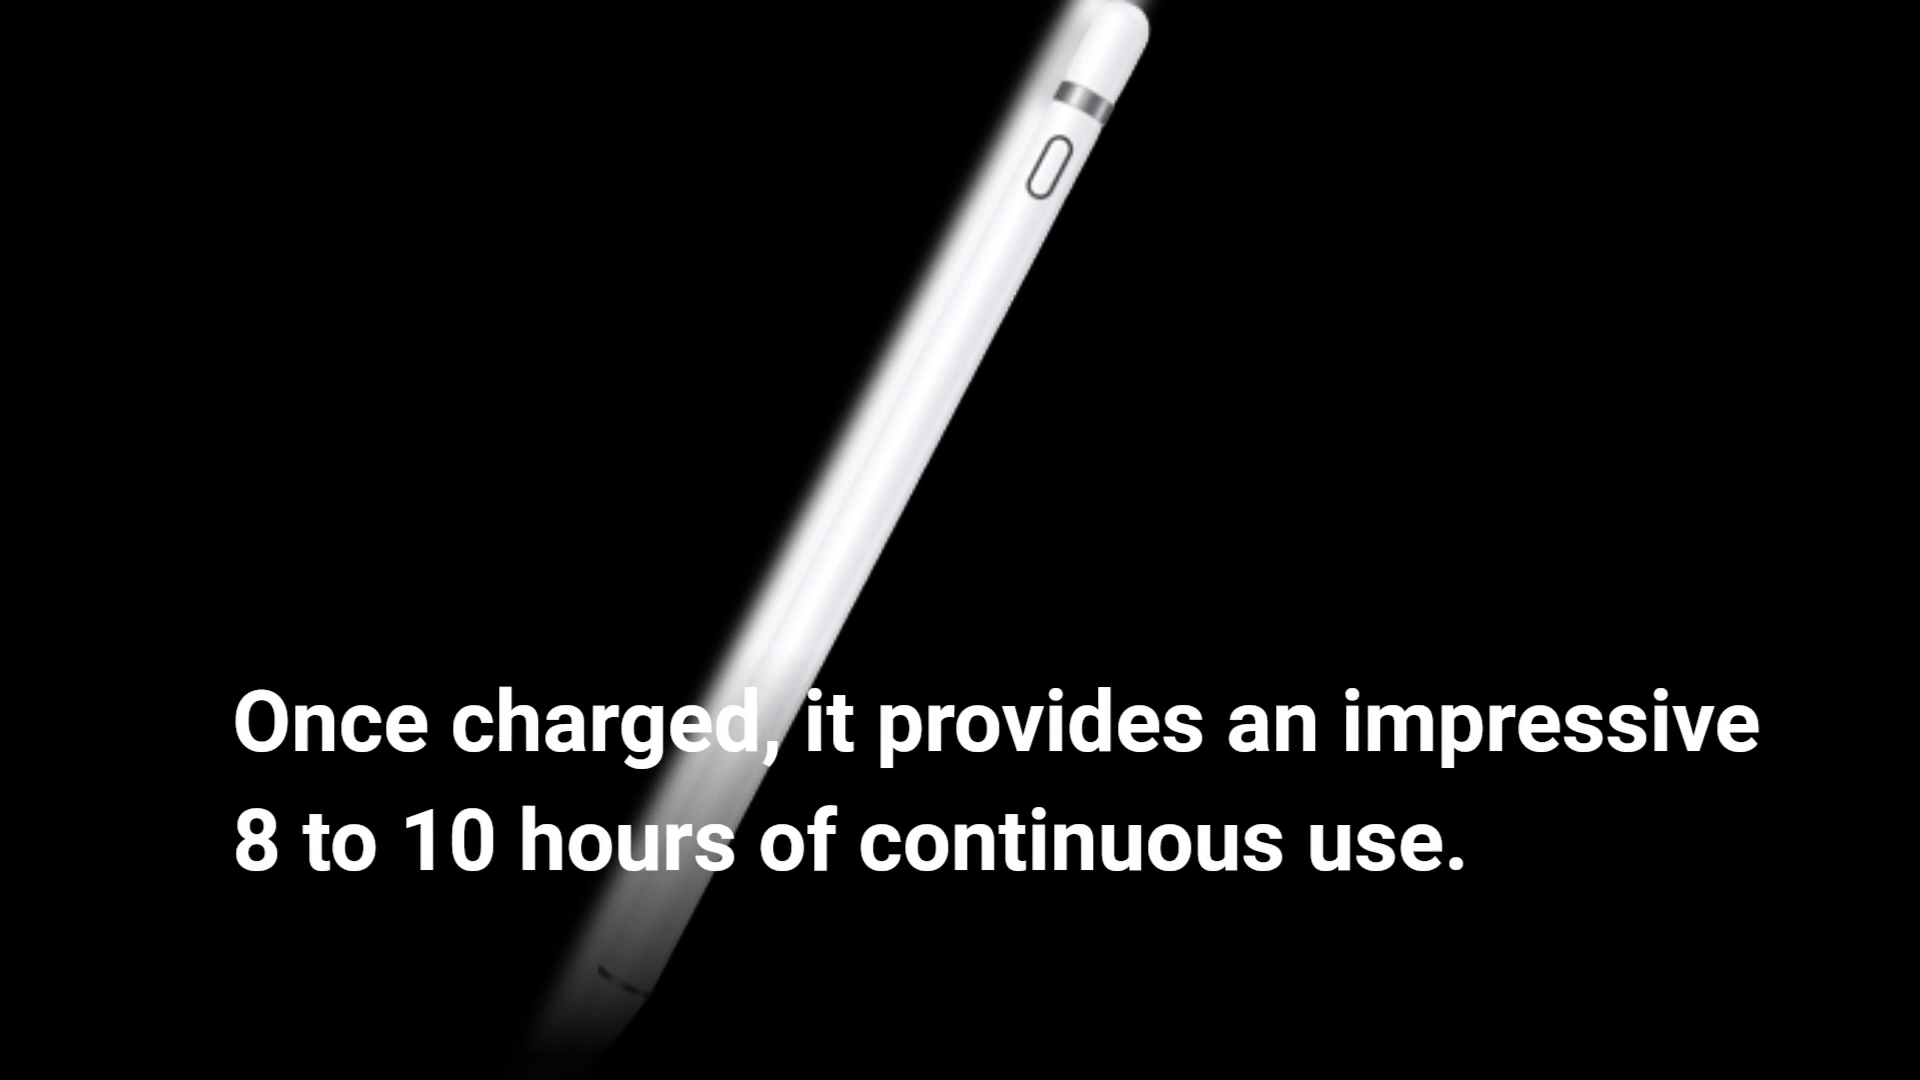 Once charged, it provides an impressive
8 to 10 hours of continuous use.